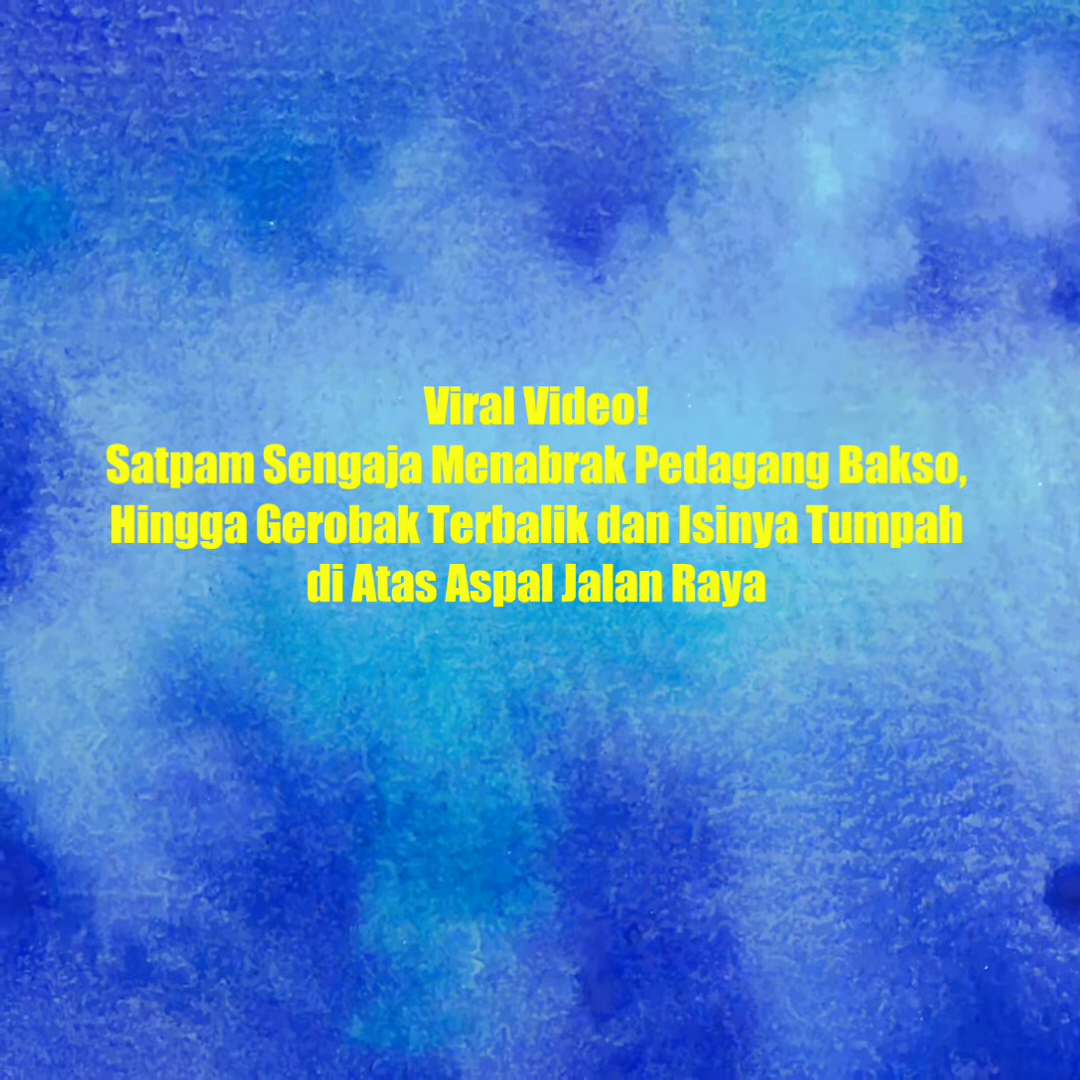 Viral Video!
Satpam Sengaja Menabrak Pedagang Bakso,
Hingga Gerobak Terbalik dan Isinya Tumpah
di Atas Aspal Jalan Raya